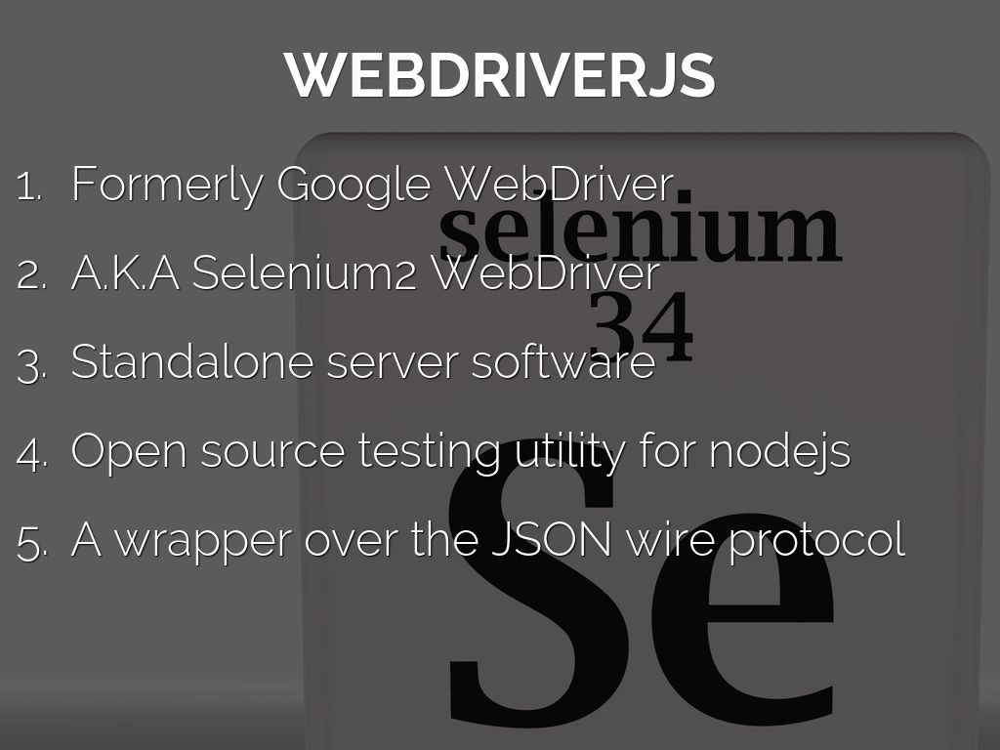 WEBDRIVERJS
1. Formerly Google WebDriver
selenium
2. A.K.A Selenium2 WebDriver
34
3. Standalone server software
4. Open source testing utility for nodejs
Se
5. A wrapper over the JSON wire protocol